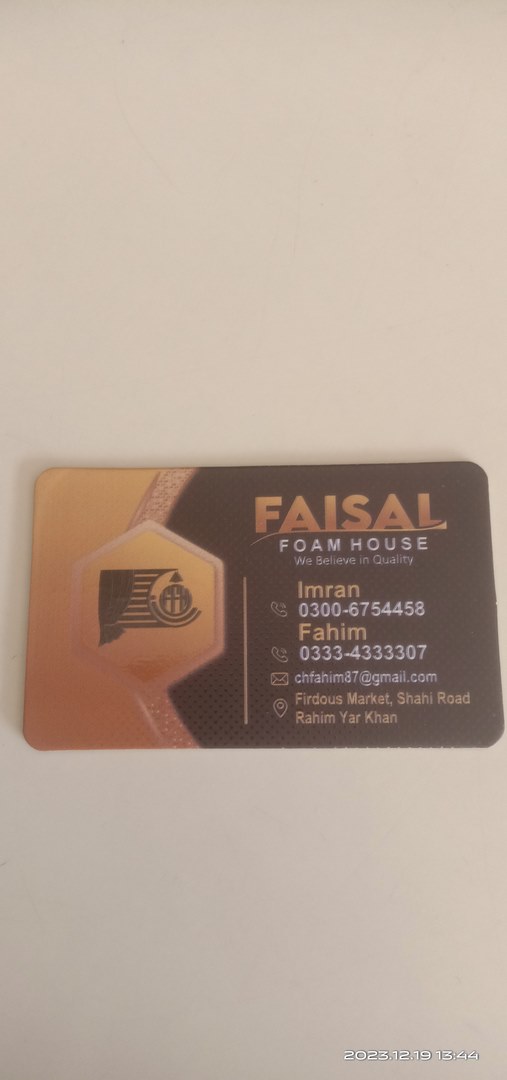 FAISAL
FOAM HOUSE
We Believe in Quality
Imran
0300-6754458
Fahim
0333-4333307
chfahim87@gmail.com
Firdous Market, Shahi Road
Rahim Yar Khan
2023.12.19 13:44